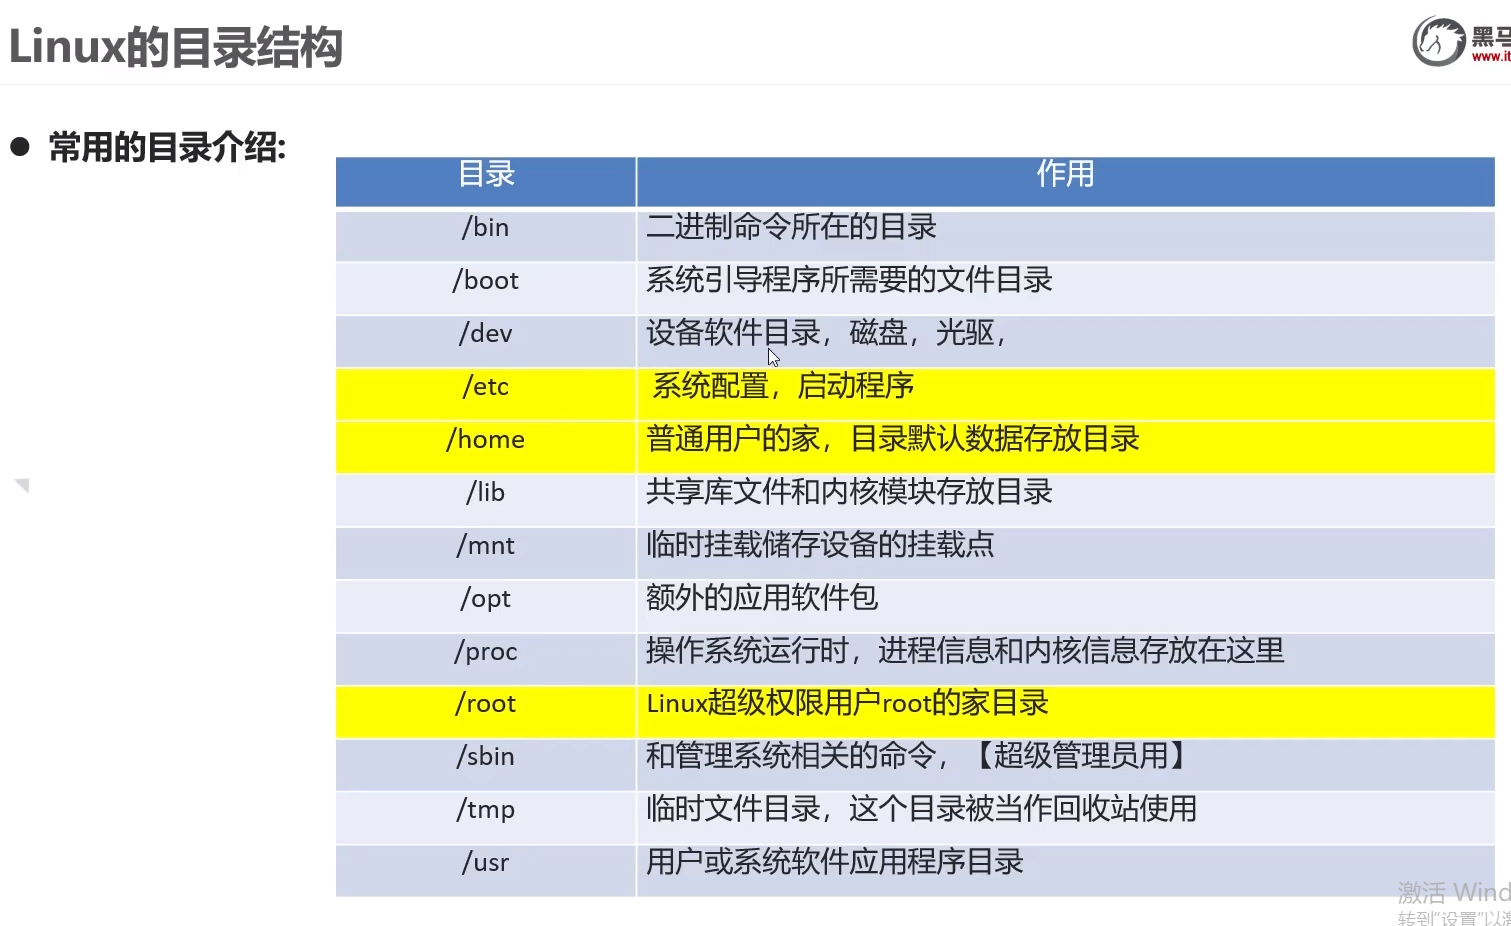 Linux的目录结构
黑马
www.it
● 常用的目录介绍:
目录 作用
/bin 二进制命令所在的目录
/boot 系统引导程序所需要的文件目录
/dev 设备软件目录，磁盘，光驱，
/etc 系统配置，启动程序
/home 普通用户的家，目录默认数据存放目录
/lib 共享库文件和内核模块存放目录
/mnt 临时挂载储存设备的挂载点
/opt 额外的应用软件包
/proc 操作系统运行时，进程信息和内核信息存放在这里
/root Linux超级权限用户root的家目录
/sbin 和管理系统相关的命令，【超级管理员用】
/tmp 临时文件目录，这个目录被当作回收站使用
/usr 用户或系统软件应用程序目录
激活 Wind
转到“设置”以激